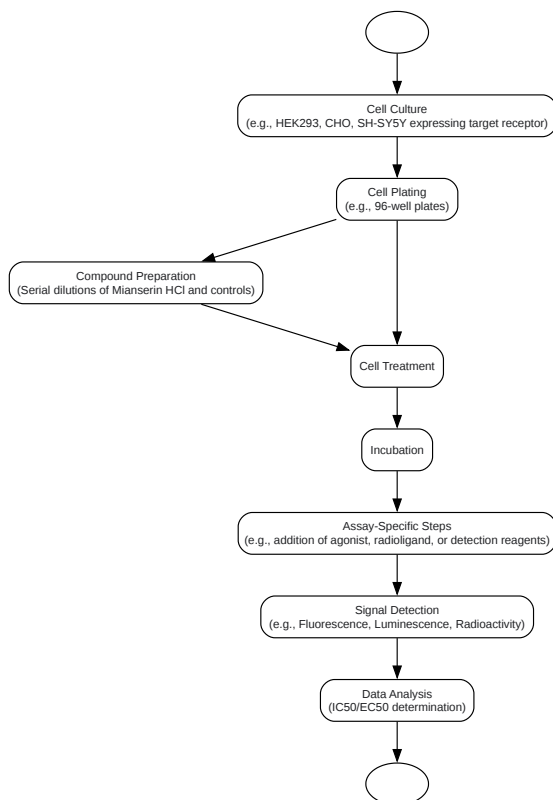 Cell Culture
(e.g., HEK293, CHO, SH-SY5Y expressing target receptor)
Cell Plating
(e.g., 96-well plates)
Compound Preparation
(Serial dilutions of Mianserin HCl and controls)
Cell Treatment
Incubation
Assay-Specific Steps
(e.g., addition of agonist, radioligand, or detection reagents)
Signal Detection
(e.g., Fluorescence, Luminescence, Radioactivity)
Data Analysis
(IC50/EC50 determination)